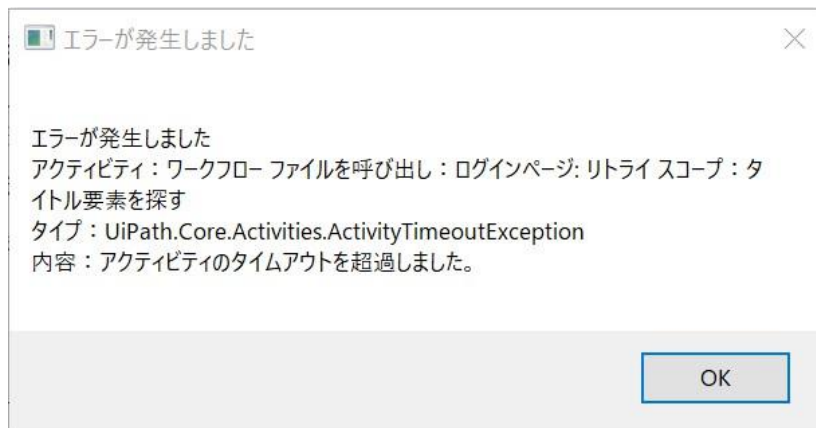 エラーが発生しました
エラーが発生しました
アクティビティ：ワークフロー ファイルを呼び出し：ログインページ: リトライ スコープ：タ
イトル要素を探す
タイプ：UiPath.Core.Activities.ActivityTimeoutException
内容：アクティビティのタイムアウトを超過しました。
OK